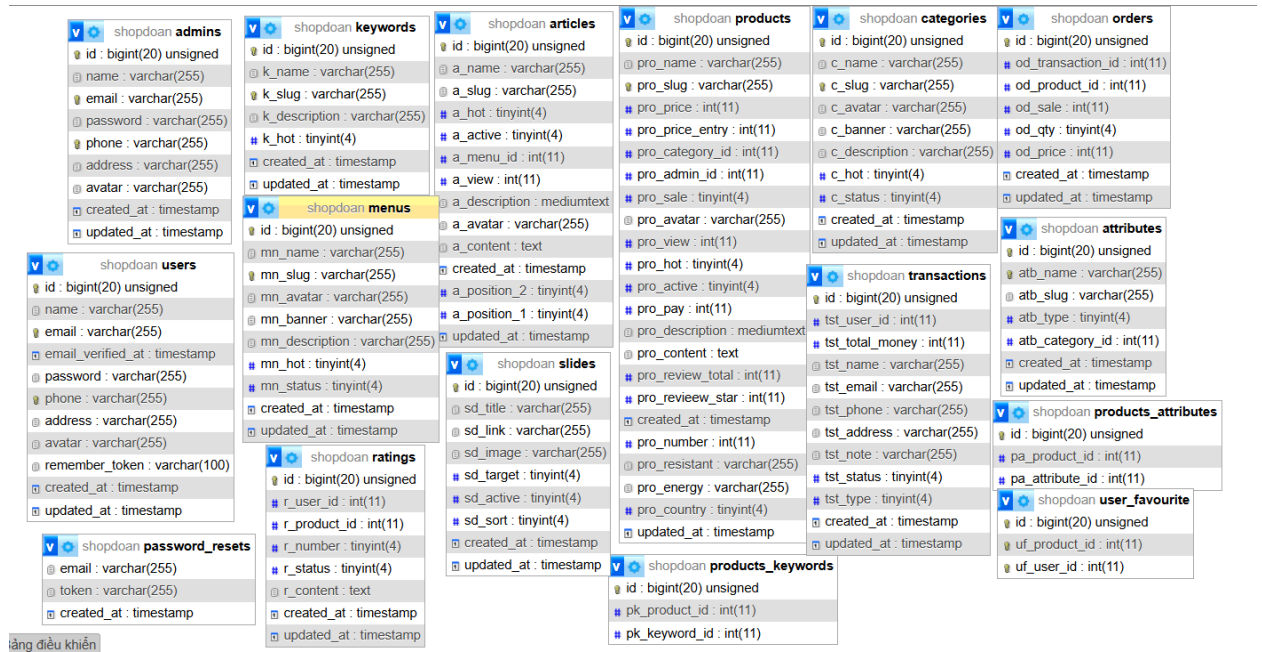 shopdoan admins
id : bigint(20) unsigned
name : varchar(255)
email : varchar(255)
password : varchar(255)
phone : varchar(255)
address : varchar(255)
avatar : varchar(255)
created_at : timestamp
updated_at : timestamp
shopdoan users
id : bigint(20) unsigned
name : varchar(255)
email : varchar(255)
email_verified_at : timestamp
password : varchar(255)
phone : varchar(255)
address : varchar(255)
avatar : varchar(255)
remember_token : varchar(100)
created_at : timestamp
updated_at : timestamp
shopdoan password_resets
email : varchar(255)
token : varchar(255)
created_at : timestamp
shopdoan keywords
id : bigint(20) unsigned
k_name : varchar(255)
k_slug : varchar(255)
k_description : varchar(255)
k_hot : tinyint(4)
created_at : timestamp
updated_at : timestamp
shopdoan menus
id : bigint(20) unsigned
mn_name : varchar(255)
mn_slug : varchar(255)
mn_avatar : varchar(255)
mn_banner : varchar(255)
mn_description : varchar(255)
mn_hot : tinyint(4)
mn_status : tinyint(4)
created_at : timestamp
updated_at : timestamp
shopdoan ratings
id : bigint(20) unsigned
r_user_id : int(11)
r_product_id : int(11)
r_number : tinyint(4)
r_status : tinyint(4)
r_content : text
created_at : timestamp
updated_at : timestamp
shopdoan articles
id : bigint(20) unsigned
a_name : varchar(255)
a_slug : varchar(255)
a_hot : tinyint(4)
a_active : tinyint(4)
a_menu_id : int(11)
a_view : int(11)
a_description : mediumtext
a_avatar : varchar(255)
a_content : text
created_at : timestamp
a_position_2 : tinyint(4)
a_position_1 : tinyint(4)
updated_at : timestamp
shopdoan slides
id : bigint(20) unsigned
sd_title : varchar(255)
sd_link : varchar(255)
sd_image : varchar(255)
sd_target : tinyint(4)
sd_active : tinyint(4)
sd_sort : tinyint(4)
created_at : timestamp
updated_at : timestamp
shopdoan products
id : bigint(20) unsigned
pro_name : varchar(255)
pro_slug : varchar(255)
pro_price : int(11)
pro_price_entry : int(11)
pro_category_id : int(11)
pro_admin_id : int(11)
pro_sale : tinyint(4)
pro_avatar : varchar(255)
pro_view : int(11)
pro_hot : tinyint(4)
pro_active : tinyint(4)
pro_pay : int(11)
pro_description : mediumtext
pro_content : text
pro_review_total : int(11)
pro_revieew_star : int(11)
created_at : timestamp
pro_number : int(11)
pro_resistant : varchar(255)
pro_energy : varchar(255)
pro_country : tinyint(4)
updated_at : timestamp
shopdoan products_keywords
id : bigint(20) unsigned
pk_product_id : int(11)
pk_keyword_id : int(11)
shopdoan categories
id : bigint(20) unsigned
c_name : varchar(255)
c_slug : varchar(255)
c_avatar : varchar(255)
c_banner : varchar(255)
c_description : varchar(255)
c_hot : tinyint(4)
c_status : tinyint(4)
created_at : timestamp
updated_at : timestamp
shopdoan transactions
id : bigint(20) unsigned
tst_user_id : int(11)
tst_total_money : int(11)
tst_name : varchar(255)
tst_email : varchar(255)
tst_phone : varchar(255)
tst_address : varchar(255)
tst_note : varchar(255)
tst_status : tinyint(4)
tst_type : tinyint(4)
created_at : timestamp
updated_at : timestamp
shopdoan orders
id : bigint(20) unsigned
od_transaction_id : int(11)
od_product_id : int(11)
od_sale : int(11)
od_qty : tinyint(4)
od_price : int(11)
created_at : timestamp
updated_at : timestamp
shopdoan attributes
id : bigint(20) unsigned
atb_name : varchar(255)
atb_slug : varchar(255)
atb_type : tinyint(4)
atb_category_id : int(11)
created_at : timestamp
updated_at : timestamp
shopdoan products_attributes
id : bigint(20) unsigned
pa_product_id : int(11)
pa_attribute_id : int(11)
shopdoan user_favourite
id : bigint(20) unsigned
uf_product_id : int(11)
uf_user_id : int(11)
điều khiển